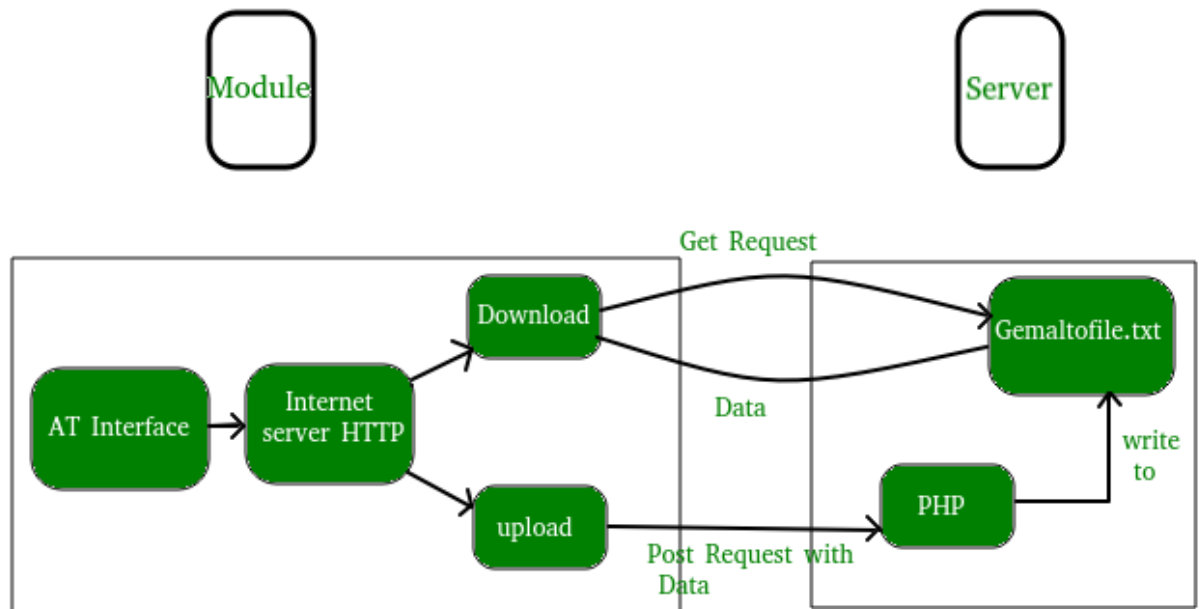 Module
Server
Get Request
Download
Gemaltofile.txt
Internet
server HTTP
AT Interface
Data
write
to
PHP
upload
Post Request with
Data